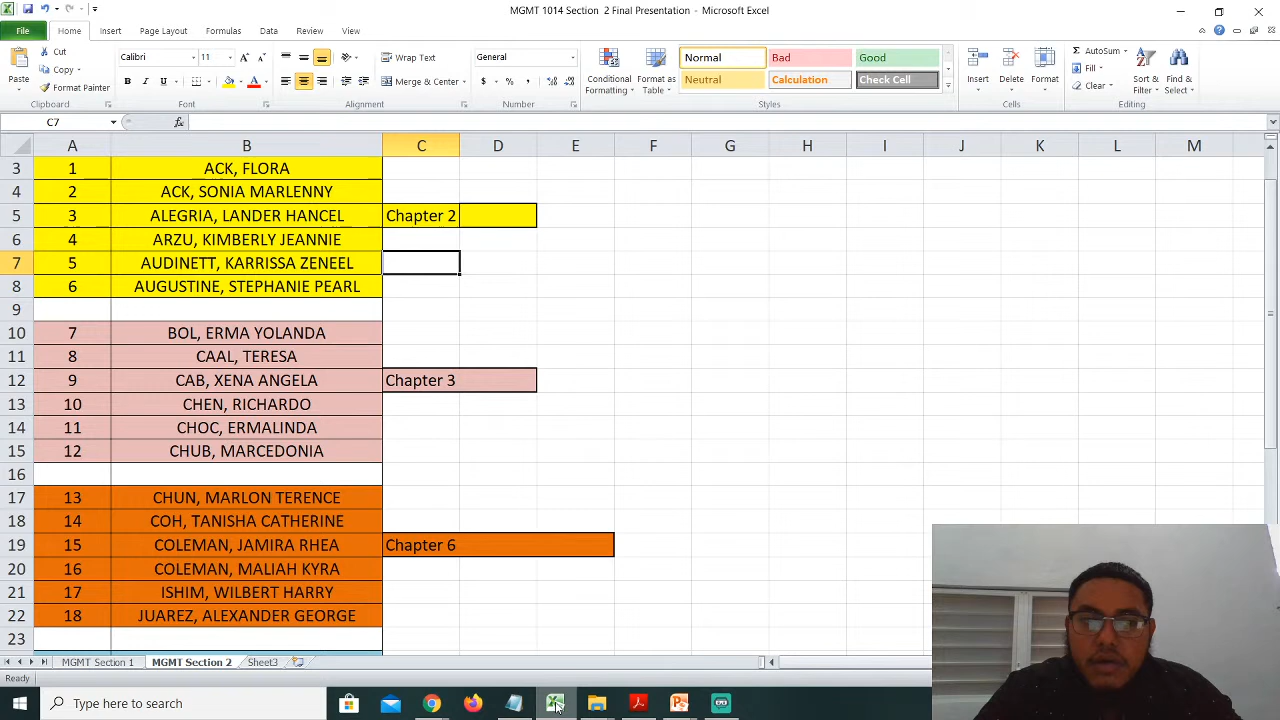 MGMT 1014 Section 2 Final Presentation - Microsoft Excel
File Home Insert Page Layout Formulas Data Review View
Paste Cut Copy Format Painter Clipboard
Calibri 11 B I U A A A Font
Wrap Text Merge & Center Alignment
General $ % , Number
Conditional Formatting Format as Table
Normal Bad Good
Neutral Calculation Check Cell
Styles
Insert Delete Format Cells
AutoSum Fill Clear Sort & Filter Find & Select Editing
C7 fx
A B C D E F G H I J K L M
3 1 ACK, FLORA
4 2 ACK, SONIA MARLENNY
5 3 ALEGRIA, LANDER HANCEL Chapter 2
6 4 ARZU, KIMBERLY JEANNIE
7 5 AUDINETT, KARRISSA ZENEEL
8 6 AUGUSTINE, STEPHANIE PEARL
9
10 7 BOL, ERMA YOLANDA
11 8 CAAL, TERESA
12 9 CAB, XENA ANGELA Chapter 3
13 10 CHEN, RICHARDO
14 11 CHOC, ERMALINDA
15 12 CHUB, MARCEDONIA
16
17 13 CHUN, MARLON TERENCE
18 14 COH, TANISHA CATHERINE
19 15 COLEMAN, JAMIRA RHEA Chapter 6
20 16 COLEMAN, MALIAH KYRA
21 17 ISHIM, WILBERT HARRY
22 18 JUAREZ, ALEXANDER GEORGE
23
MGMT Section 1 MGMT Section 2 Sheet3
Ready
Type here to search